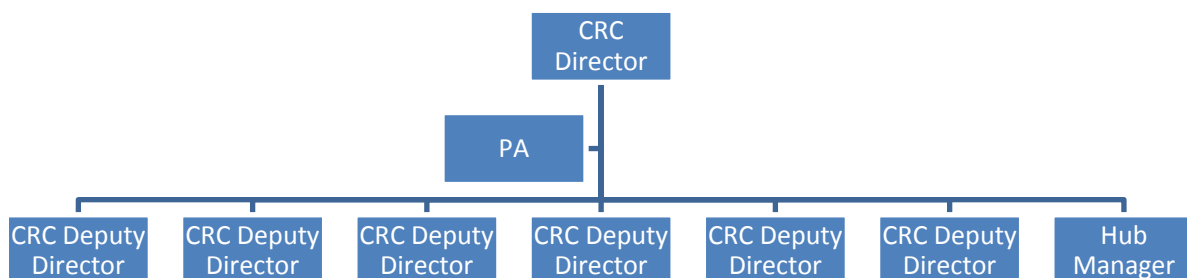 CRC
Director
PA
CRC Deputy
Director
CRC Deputy
Director
CRC Deputy
Director
CRC Deputy
Director
CRC Deputy
Director
CRC Deputy
Director
Hub
Manager